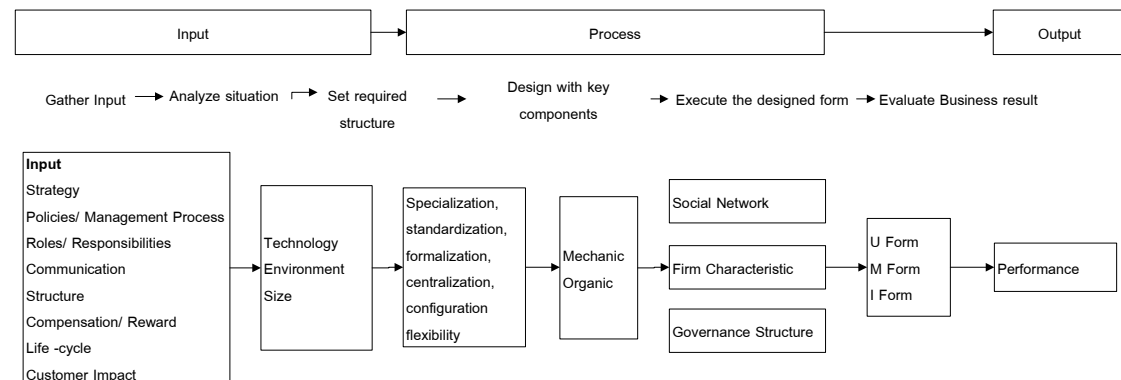 Input
Process
Output
Gather Input
Analyze situation
Set required
structure
Design with key
components
Execute the designed form
Evaluate Business result
Input
Strategy
Policies/ Management Process
Roles/ Responsibilities
Communication
Structure
Compensation/ Reward
Life -cycle
Customer Impact
Technology
Environment
Size
Specialization,
standardization,
formalization,
centralization,
configuration
flexibility
Mechanic
Organic
Social Network
Firm Characteristic
Governance Structure
U Form
M Form
I Form
Performance